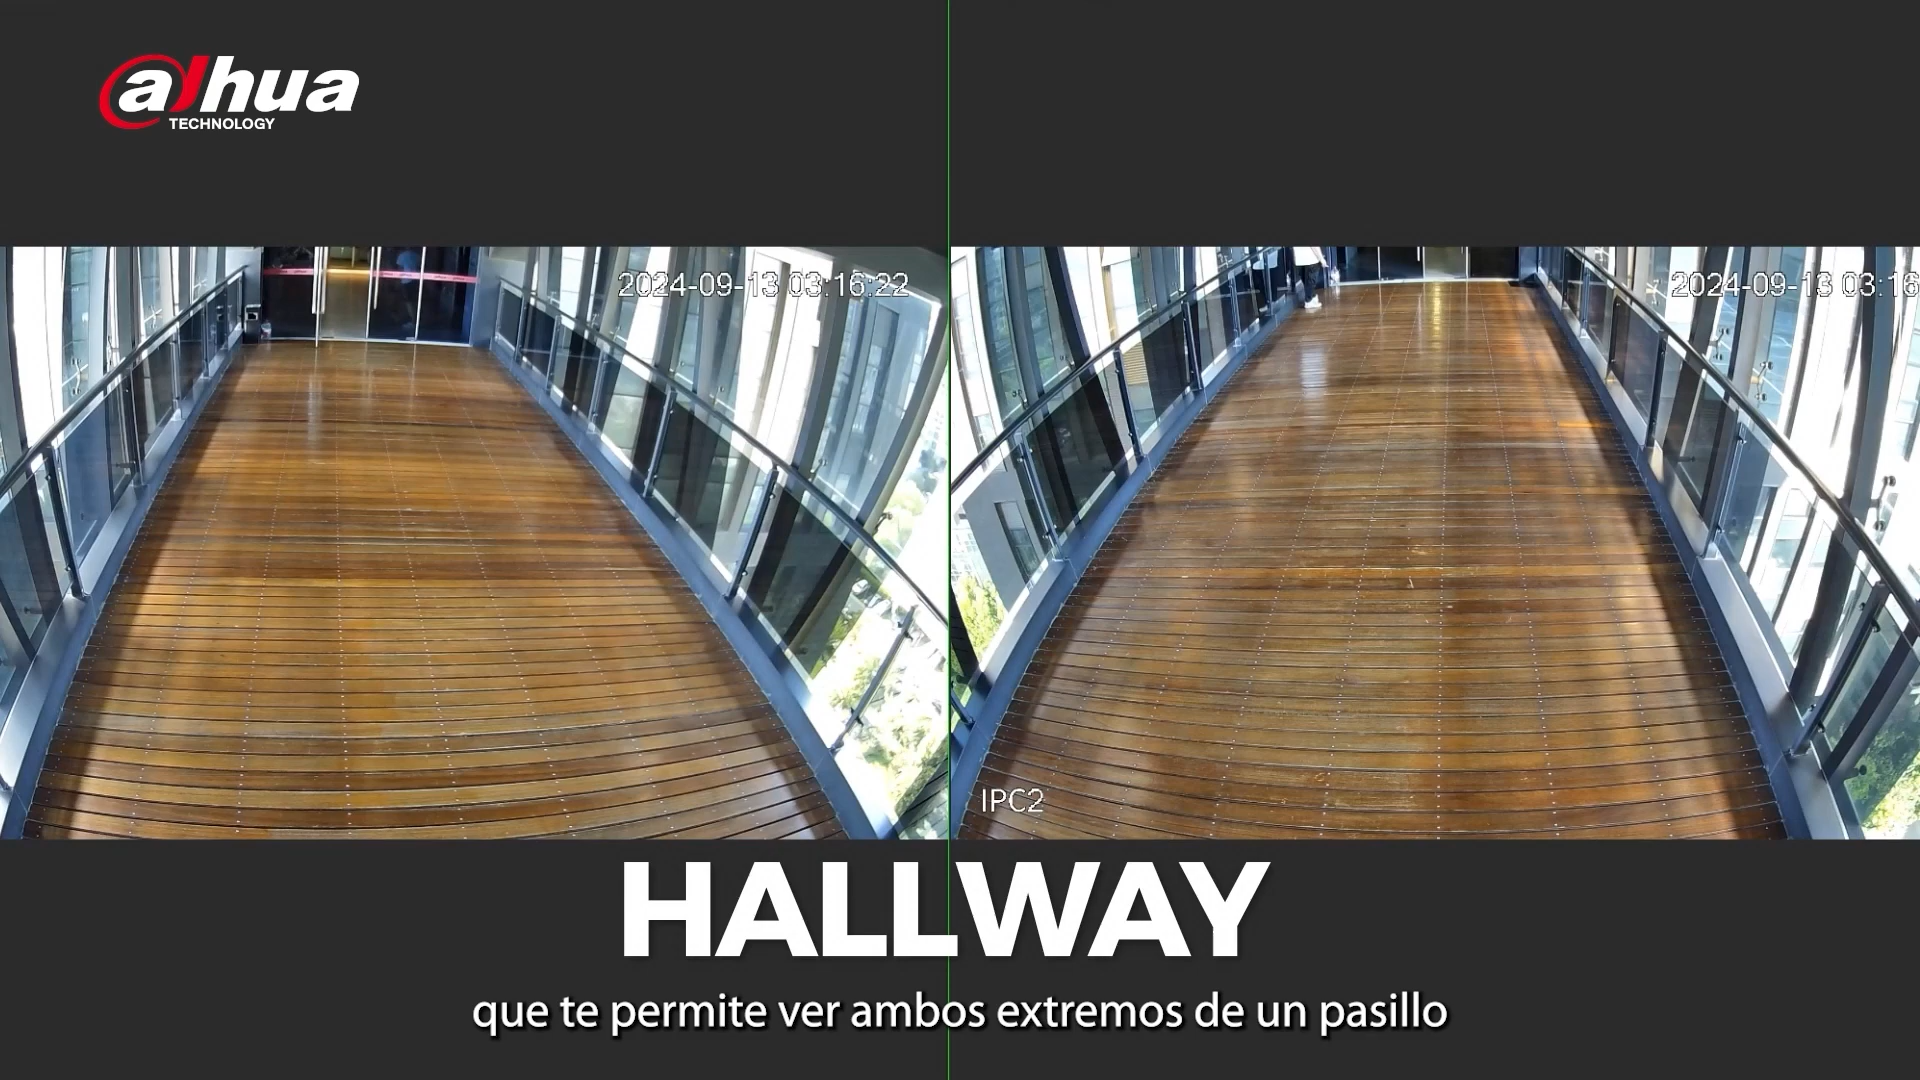 alhua
TECHNOLOGY
2024-09-13 03:16:22
2024-09-13 03:16
IPC2
HALLWAY
que te permite ver ambos extremos de un pasillo